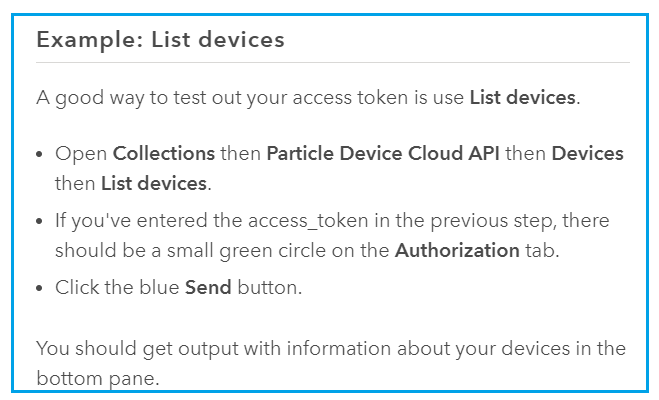 Example: List devices
A good way to test out your access token is use List devices.
• Open Collections then Particle Device Cloud API then Devices
then List devices.
• If you've entered the access_token in the previous step, there
should be a small green circle on the Authorization tab.
• Click the blue Send button.
You should get output with information about your devices in the
bottom pane.